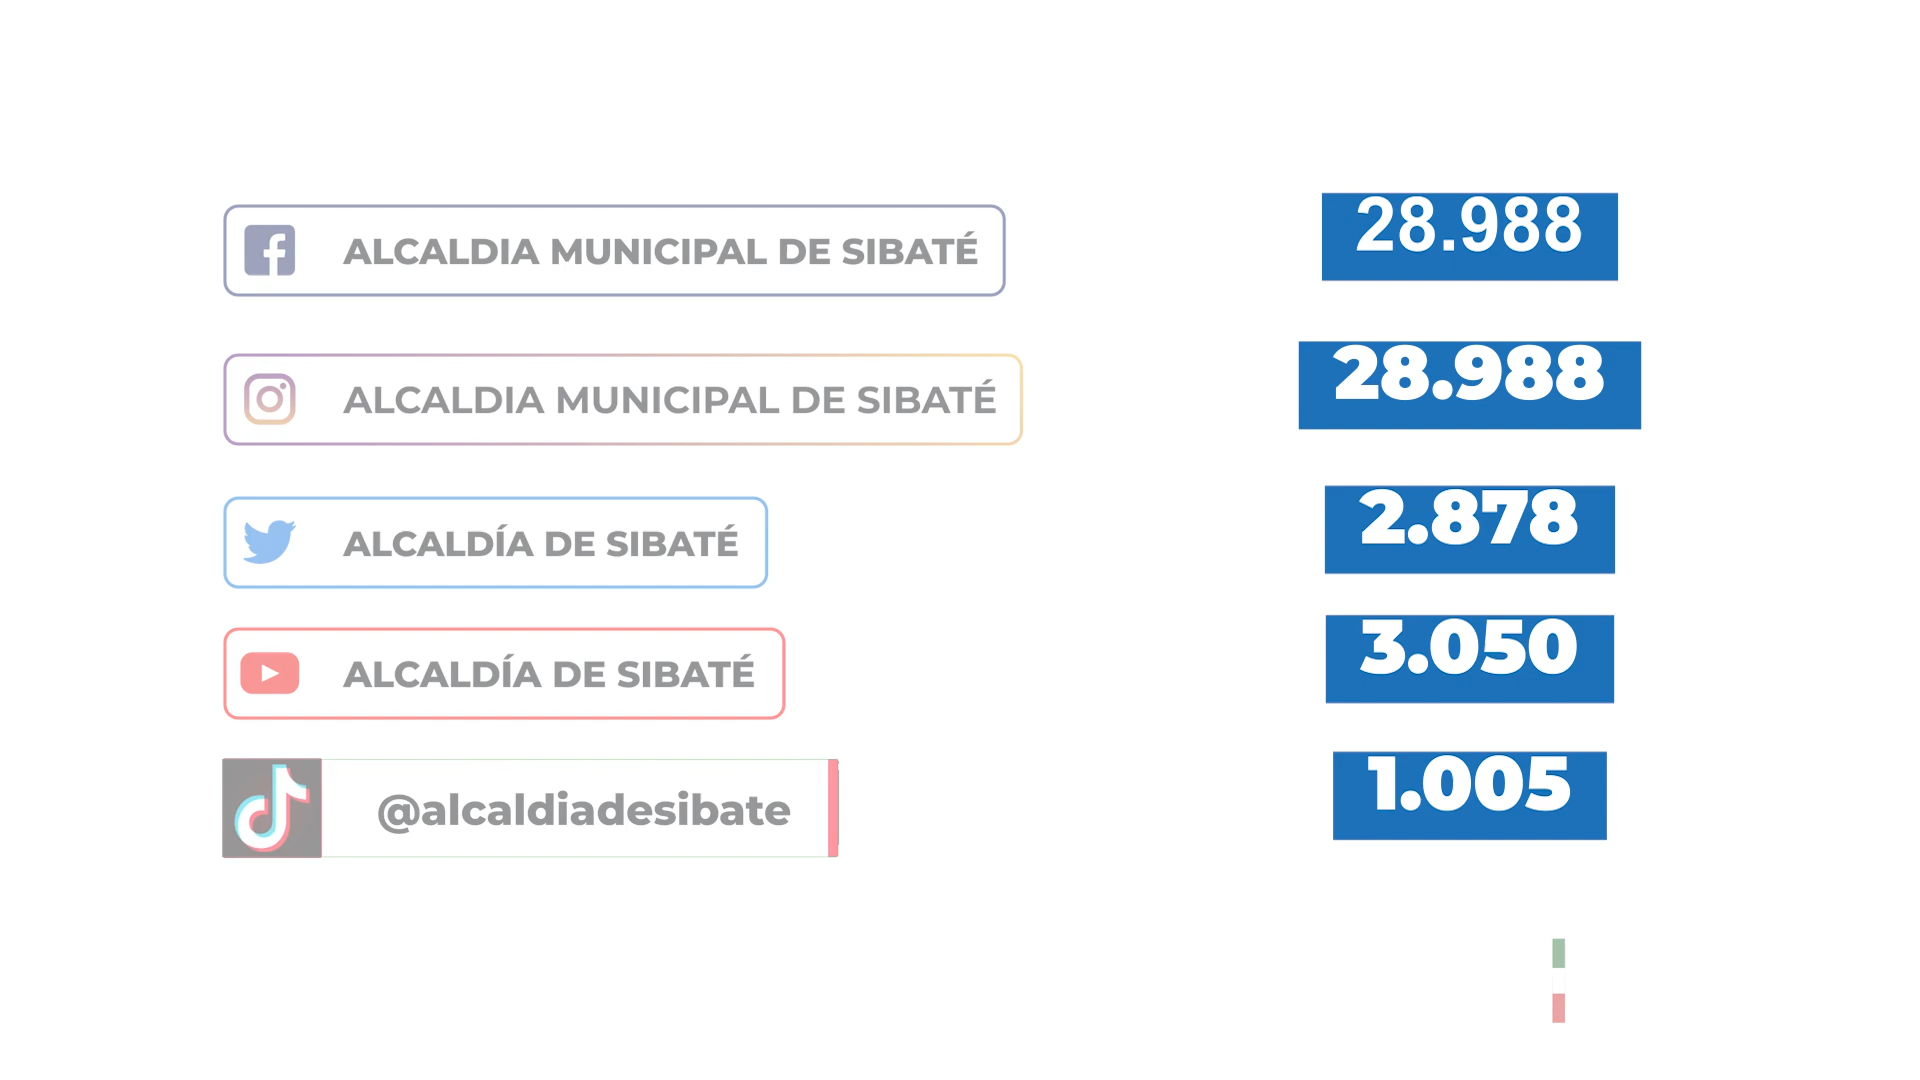 ALCALDIA MUNICIPAL DE SIBATÉ 28.988
ALCALDIA MUNICIPAL DE SIBATÉ 28.988
ALCALDÍA DE SIBATÉ 2.878
ALCALDÍA DE SIBATÉ 3.050
@alcaldiadesibate 1.005